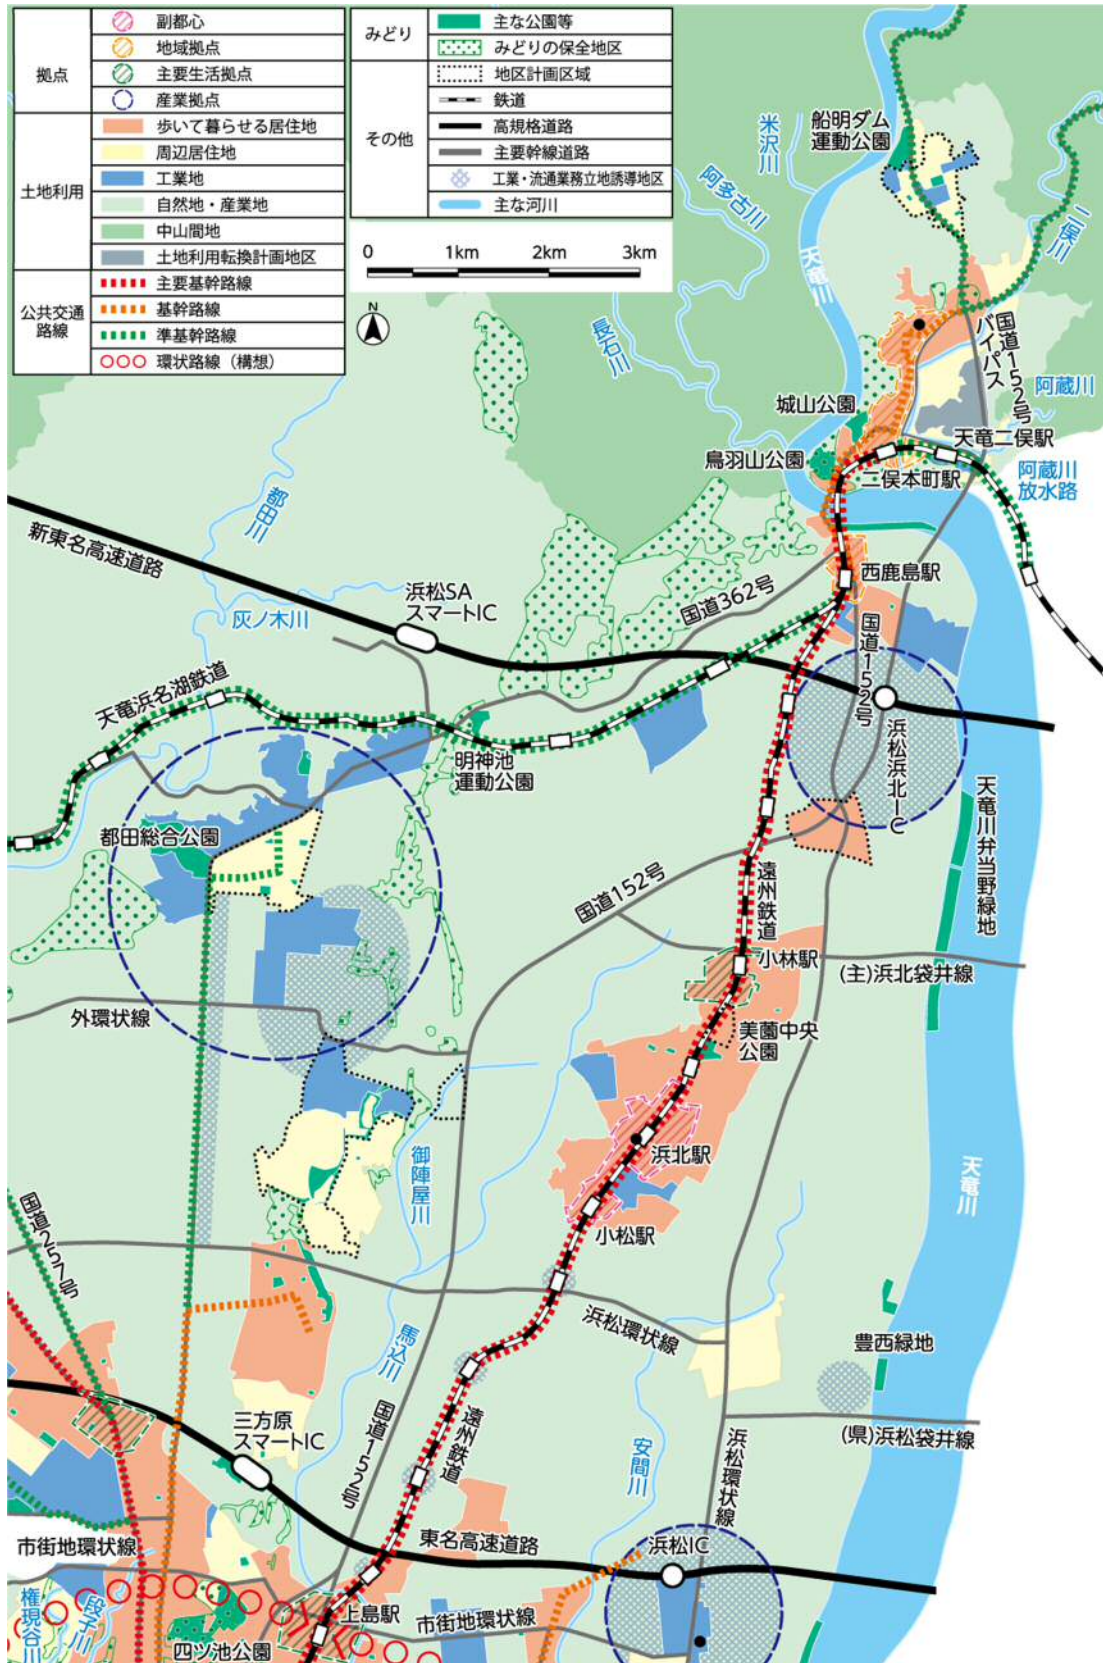 拠点
副都心
地域拠点
主要生活拠点
産業拠点
土地利用
歩いて暮らせる居住地
周辺居住地
工業地
自然地・産業地
中山間地
土地利用転換計画地区
公共交通
路線
主要基幹路線
基幹路線
準基幹路線
環状路線（構想）
みどり
主な公園等
みどりの保全地区
その他
地区計画区域
鉄道
高規格道路
主要幹線道路
工業・流通業務立地誘導地区
主な河川
0
1km
2km
3km
N
船明ダム
運動公園
米沢川
阿多古川
天竜川
二俣川
長石川
国道152号
バイパス
阿蔵川
城山公園
天竜二俣駅
鳥羽山公園
二俣本町駅
阿蔵川
放水路
都田川
新東名高速道路
浜松SA
スマートIC
西鹿島駅
国道362号
灰ノ木川
国道152号
天竜浜名湖鉄道
浜松浜北IC
明神池
運動公園
都田総合公園
天竜川弁当野緑地
国道152号
遠州鉄道
小林駅
(主)浜北袋井線
外環状線
美薗中央
公園
浜北駅
御陣屋川
天竜川
国道257号
小松駅
浜松環状線
馬込川
豊西緑地
三方原
スマートIC
国道152号
遠州鉄道
安間川
浜松環状線
(県)浜松袋井線
市街地環状線
東名高速道路
浜松IC
権現谷川
段子川
上島駅
市街地環状線
四ツ池公園